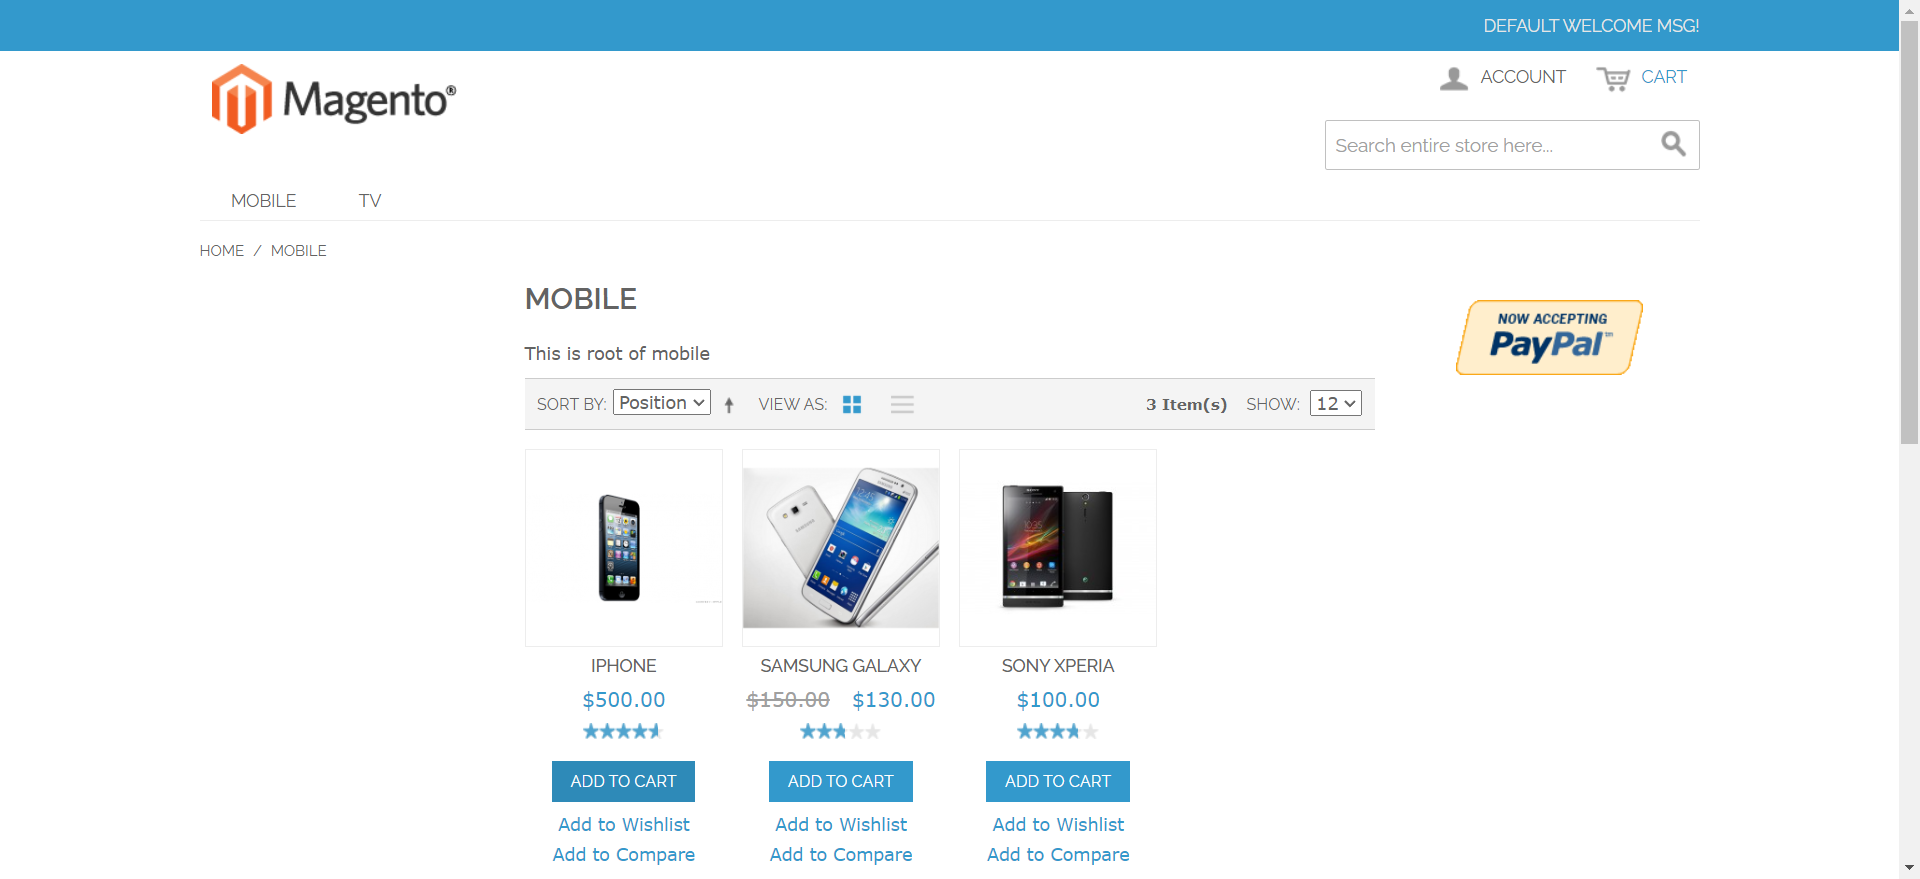 DEFAULT WELCOME MSG!
Magento®
ACCOUNT
CART
Search entire store here...
MOBILE
TV
HOME / MOBILE
MOBILE
NOW ACCEPTING
PayPal™
This is root of mobile
SORT BY: Position
VIEW AS:
3 Item(s)
SHOW: 12
IPHONE
$500.00
ADD TO CART
Add to Wishlist
Add to Compare
SAMSUNG GALAXY
$150.00 $130.00
ADD TO CART
Add to Wishlist
Add to Compare
SONY XPERIA
$100.00
ADD TO CART
Add to Wishlist
Add to Compare